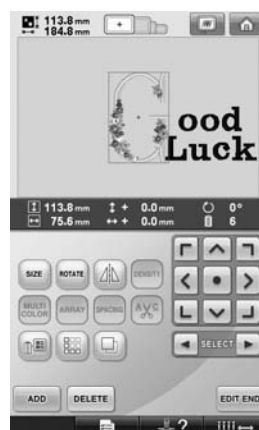 113.8 mm
184.8 mm
ood
Luck
113.8 mm + 0.0 mm 0°
75.6 mm + 0.0 mm 6
SIZE ROTATE DENSITY
MULTI COLOR ARRAY SPACING
SELECT
ADD DELETE EDIT END
?